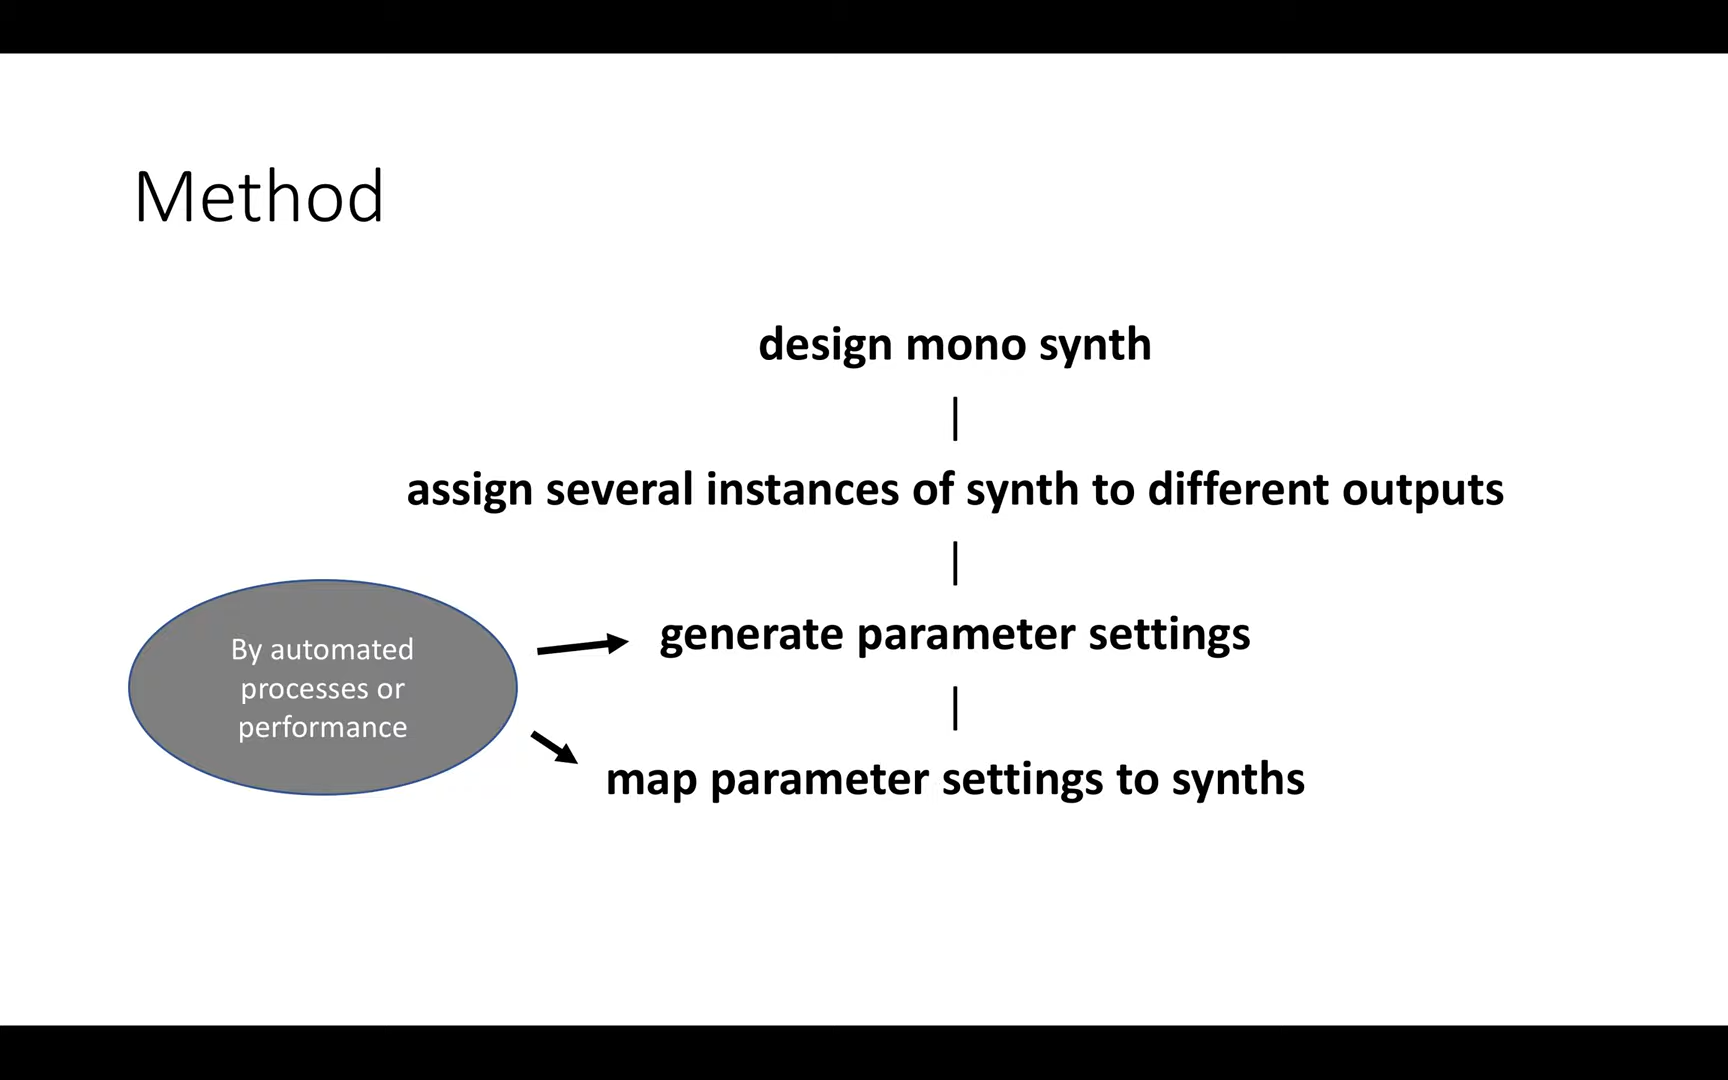 Method
design mono synth
assign several instances of synth to different outputs
generate parameter settings
map parameter settings to synths
By automated
processes or
performance